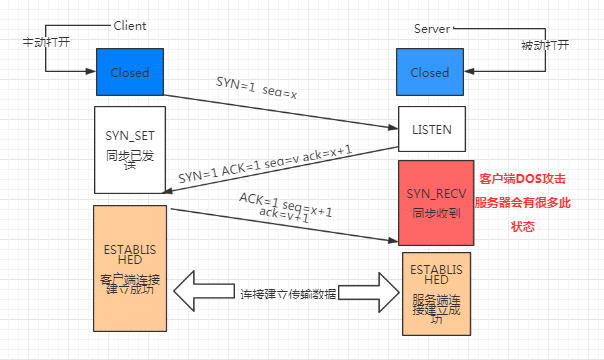 Client
Server
主动打开
被动打开
Closed
Closed
SYN=1 seq=x
SYN_SET
同步已发
送
LISTEN
SYN=1 ACK=1 seq=y ack=x+1
SYN_RECV
同步收到
客户端DOS攻击
服务器会有很多此
状态
ACK=1 seq=x+1
ack=y+1
ESTABLIS
HED
客户端连接
建立成功
连接建立传输数据
ESTABLIS
HED
服务端连
接建立成
功